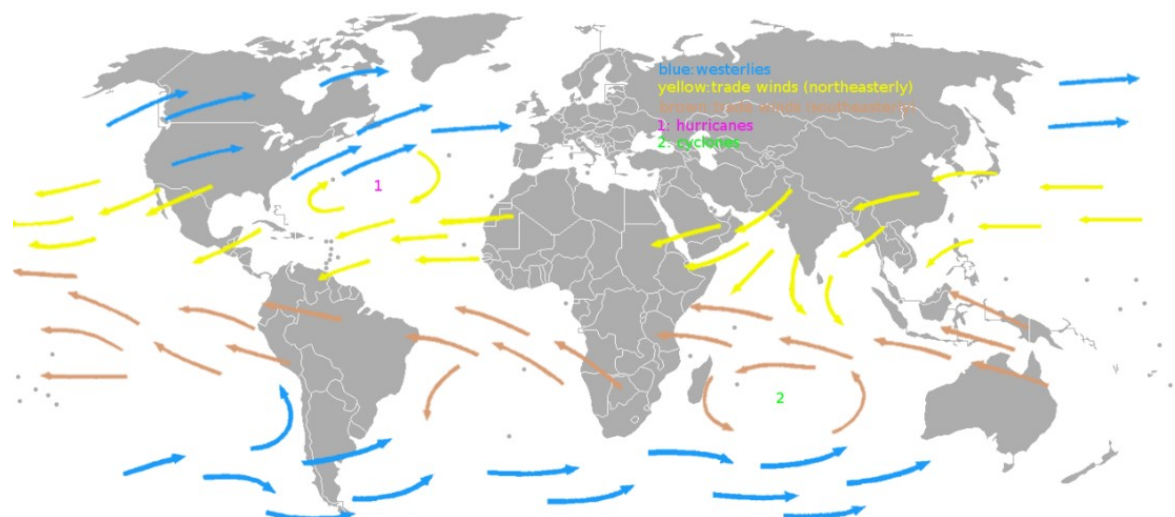 blue:westerlies
yellow:trade winds (northeasterly)
brown:trade winds (southeasterly)
1: hurricanes
2: cyclones
1
2